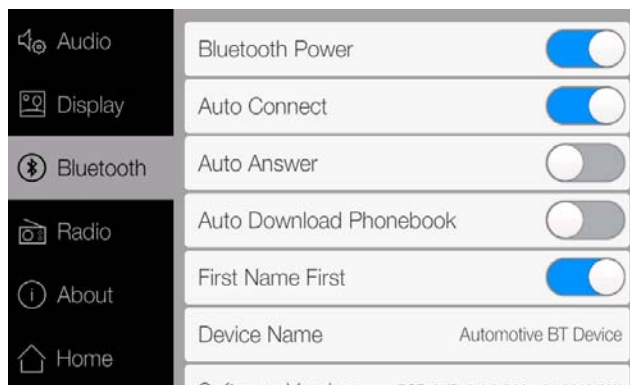 Audio
Display
Bluetooth
Radio
About
Home
Bluetooth Power
Auto Connect
Auto Answer
Auto Download Phonebook
First Name First
Device Name Automotive BT Device